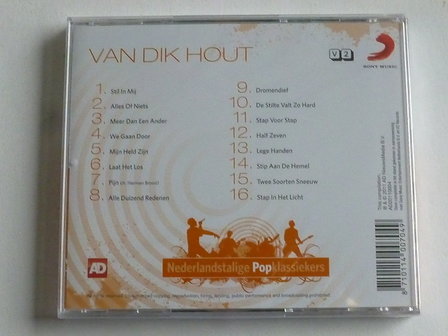 VAN DIK HOUT
V2
SONY MUSIC
1. Stil In Mij
2. Alles Of Niets
3. Meer Dan Een Ander
4. We Gaan Door
5. Mijn Held Zijn
6. Laat Het Los
7. Pijn (ft. Herman Brood)
8. Alle Duizend Redenen
9. Dromendief
10. De Stilte Valt Zo Hard
11. Stap Voor Stap
12. Half Zeven
13. Lege Handen
14. Stip Aan De Hemel
15. Twee Soorten Sneeuw
16. Stap In Het Licht
AD
Nederlandstalige Popklassiekers